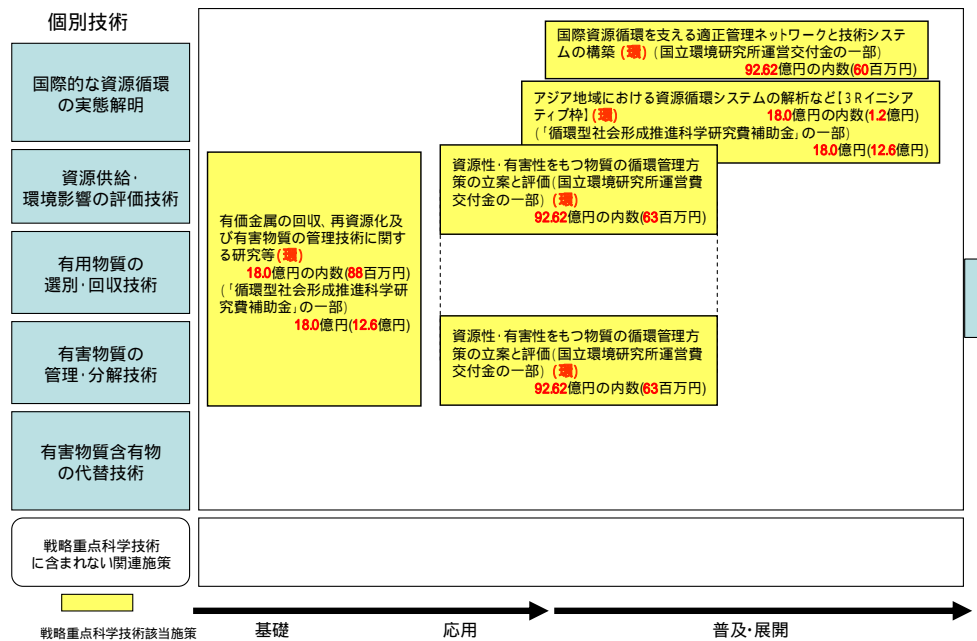 個別技術
国際的な資源循環
の実態解明
資源供給・
環境影響の評価技術
有用物質の
選別・回収技術
有害物質の
管理・分解技術
有害物質含有物
の代替技術
戦略重点科学技術
に含まれない関連施策
戦略重点科学技術該当施策
国際資源循環を支える適正管理ネットワークと技術システ
ムの構築(環)(国立環境研究所運営交付金の一部)
92.62億円の内数(60百万円)
アジア地域における資源循環システムの解析など【3Rイニシア
ティブ枠】(環) 18.0億円の内数(1.2億円)
(「循環型社会形成推進科学研究費補助金」の一部)
18.0億円(12.6億円)
資源性・有害性をもつ物質の循環管理方
策の立案と評価(国立環境研究所運営費
交付金の一部)(環)
92.62億円の内数(63百万円)
有価金属の回収、再資源化及
び有害物質の管理技術に関す
る研究等(環)
18.0億円の内数(88百万円)
(「循環型社会形成推進科学研
究費補助金」の一部)
18.0億円(12.6億円)
資源性・有害性をもつ物質の循環管理方
策の立案と評価(国立環境研究所運営費
交付金の一部)(環)
92.62億円の内数(63百万円)
基礎 応用 普及・展開